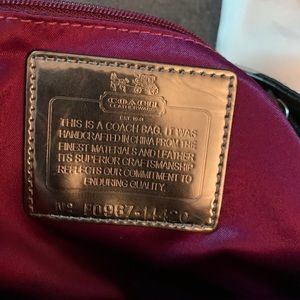 COACH
LEATHERWARE
EST. 1941
THIS IS A COACH BAG. IT WAS
HANDCRAFTED IN CHINA FROM THE
FINEST MATERIALS AND LEATHER
ITS SUPERIOR CRAFTSMANSHIP
REFLECTS OUR COMMITMENT TO
ENDURING QUALITY.
Nº F0967-11420